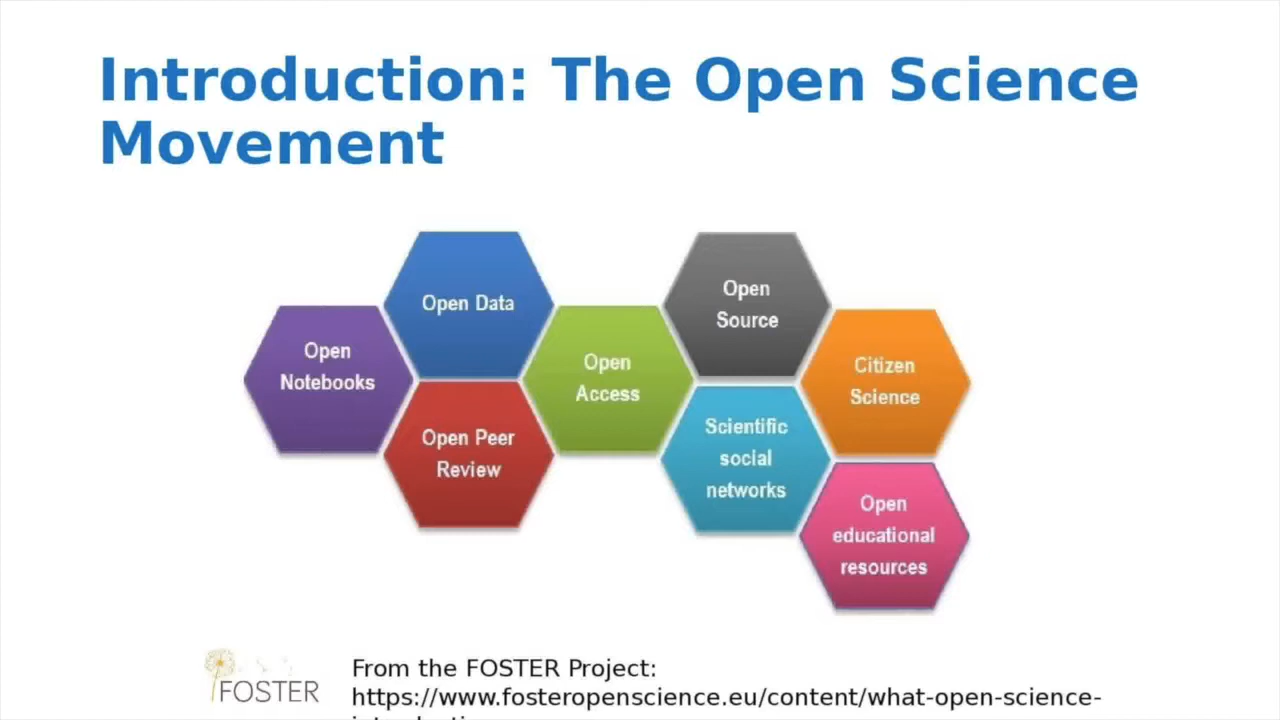 Introduction: The Open Science
Movement
Open Data
Open
Source
Open
Notebooks
Open
Access
Citizen
Science
Open Peer
Review
Scientific
social
networks
Open
educational
resources
FOSTER
From the FOSTER Project:
https://www.fosteropenscience.eu/content/what-open-science-